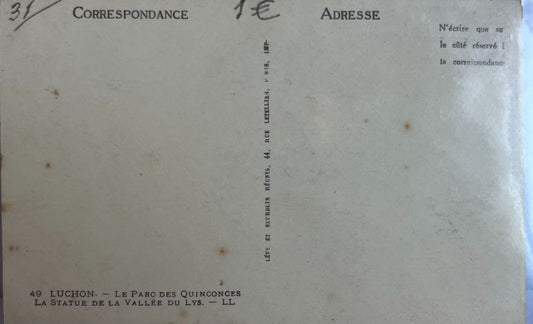 31
CORRESPONDANCE
1€
ADRESSE
N'écrire que su
le côté réservé
la correspondanc
LÉVY ET NEURDEIN RÉUNIS, 44, RUE LETELLIER, PARIS, IMP.
49 LUCHON. — LE PARC DES QUINCONCES
LA STATUE DE LA VALLÉE DU LYS. — LL